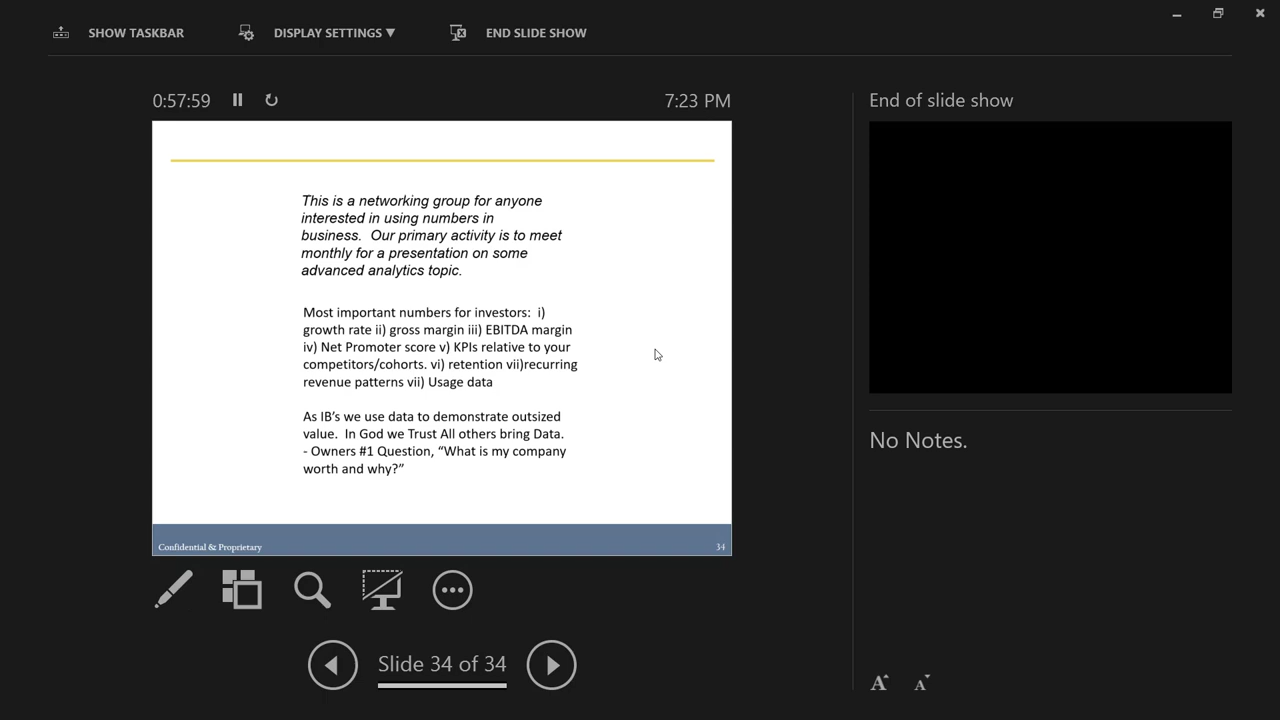 SHOW TASKBAR
DISPLAY SETTINGS ▼
END SLIDE SHOW
0:57:59
7:23 PM
End of slide show
This is a networking group for anyone
interested in using numbers in
business.  Our primary activity is to meet
monthly for a presentation on some
advanced analytics topic.
Most important numbers for investors:  i)
growth rate ii) gross margin iii) EBITDA margin
iv) Net Promoter score v) KPIs relative to your
competitors/cohorts. vi) retention vii)recurring
revenue patterns vii) Usage data
As IB's we use data to demonstrate outsized
value.  In God we Trust All others bring Data.
- Owners #1 Question, “What is my company
worth and why?”
Confidential & Proprietary
34
No Notes.
Slide 34 of 34
A A